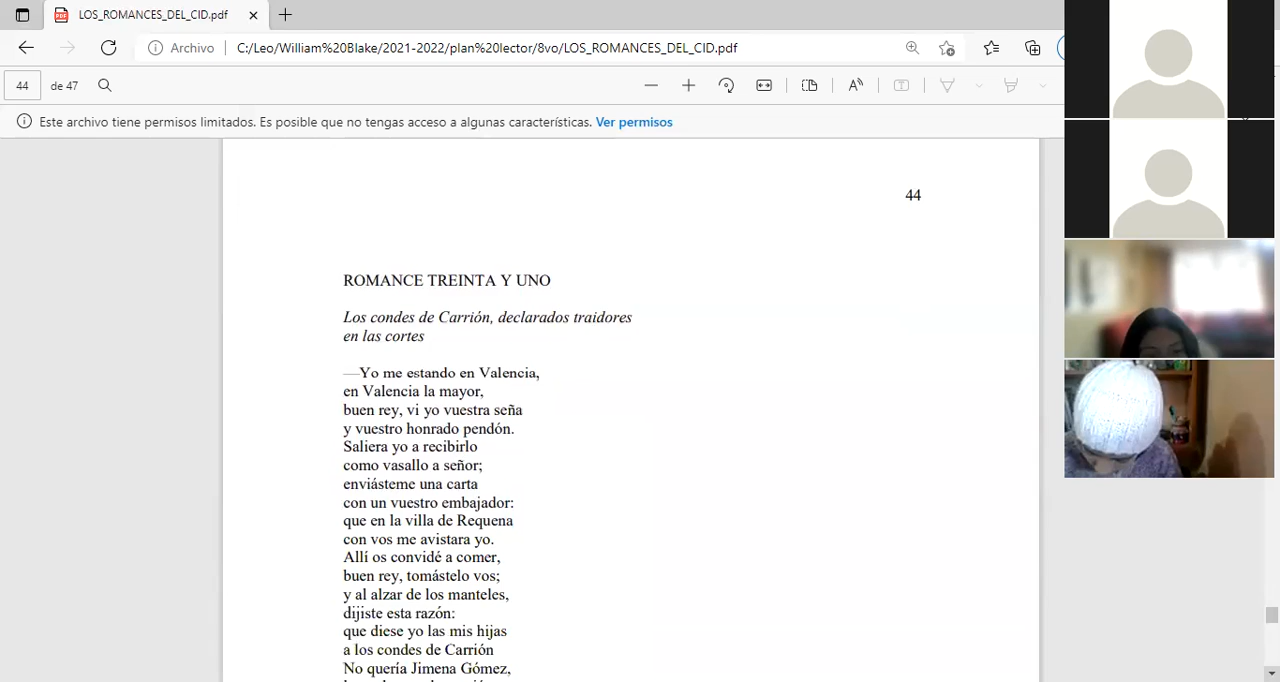 LOS_ROMANCES_DEL_CID.pdf
Archivo
C:/Leo/William%20Blake/2021-2022/plan%20lector/8vo/LOS_ROMANCES_DEL_CID.pdf
44
de 47
Este archivo tiene permisos limitados. Es posible que no tengas acceso a algunas características. Ver permisos
44
ROMANCE TREINTA Y UNO
Los condes de Carrión, declarados traidores
en las cortes
—Yo me estando en Valencia,
en Valencia la mayor,
buen rey, vi yo vuestra seña
y vuestro honrado pendón.
Saliera yo a recibirlo
como vasallo a señor;
enviásteme una carta
con un vuestro embajador:
que en la villa de Requena
con vos me avistara yo.
Allí os convidé a comer,
buen rey, tomástelo vos;
y al alzar de los manteles,
dijiste esta razón:
que diese yo las mis hijas
a los condes de Carrión
No quería Jimena Gómez,